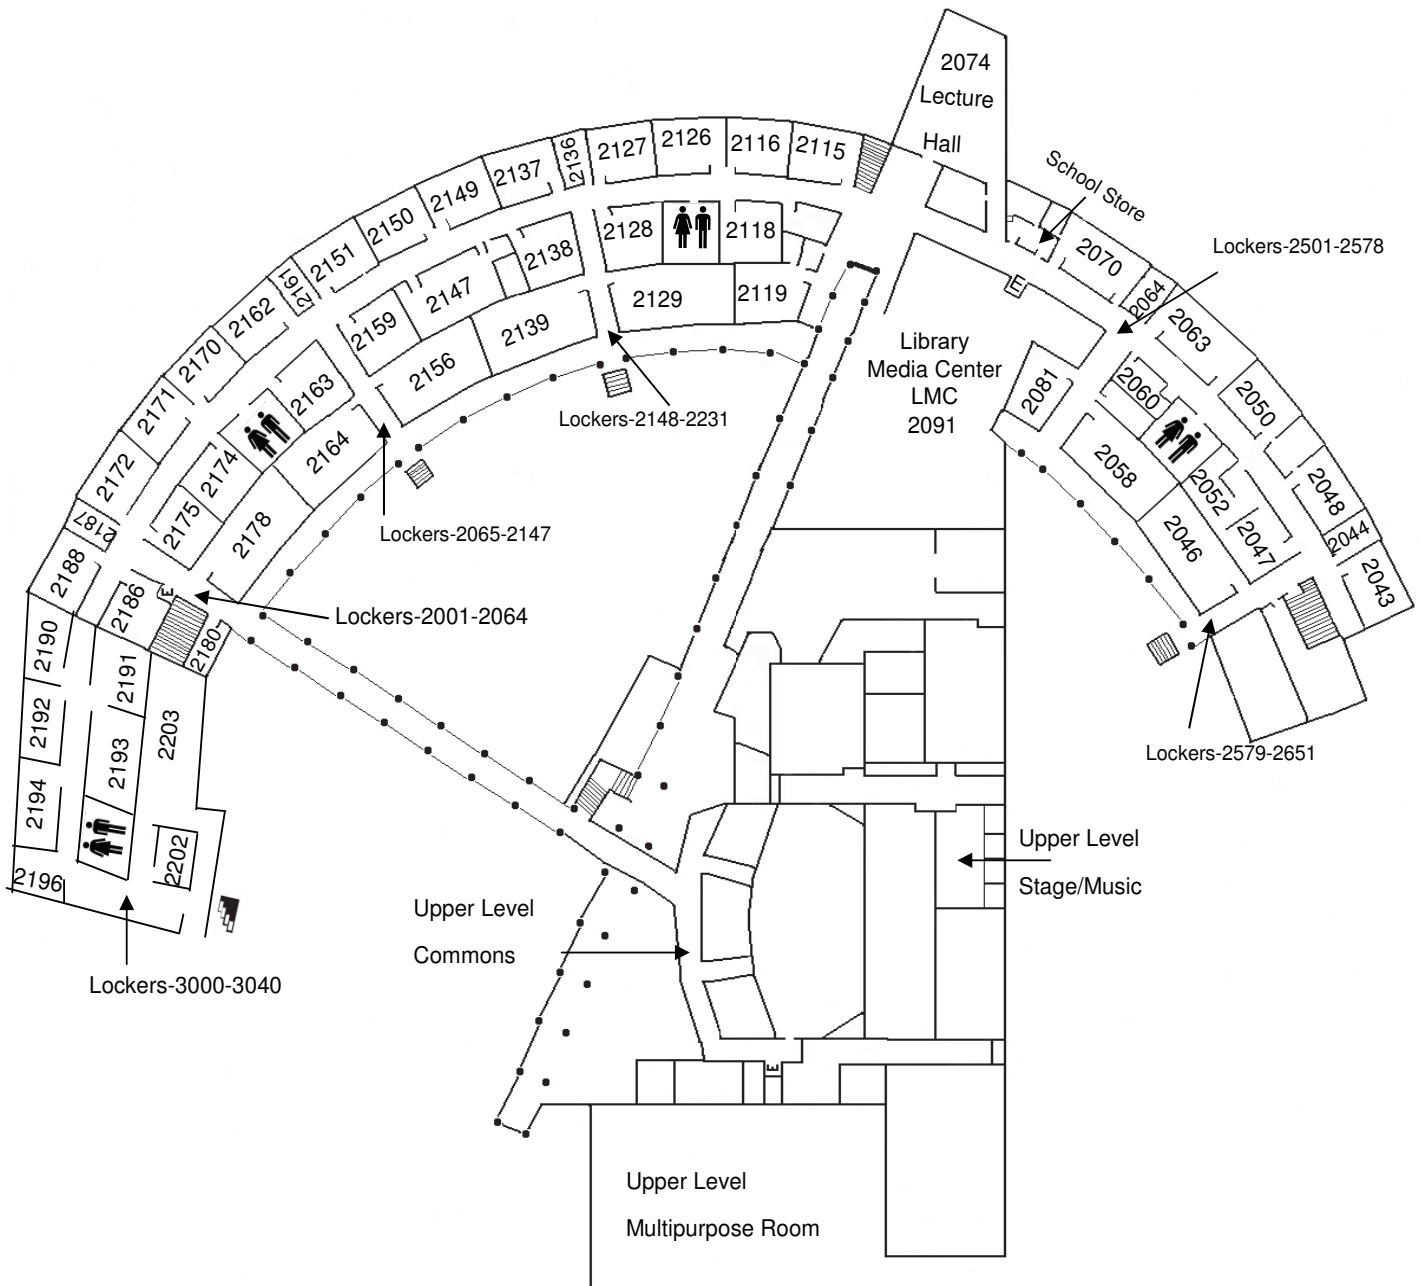 2074
Lecture
Hall
School Store
Lockers-2501-2578
2136
2127
2126
2116
2115
2137
2149
2150
2151
2161
2162
2170
2171
2172
2187
2188
2128
2118
2138
2147
2159
2129
2119
2139
2156
2163
2164
2174
2175
2178
2186
E
2180
2070
2064
2063
2050
2048
2044
2043
E
2060
2081
2058
2052
2047
2046
Library
Media Center
LMC
2091
Lockers-2148-2231
Lockers-2065-2147
Lockers-2001-2064
2190
2191
2192
2193
2203
2194
2202
2196
Lockers-3000-3040
Lockers-2579-2651
Upper Level
Stage/Music
Upper Level
Commons
E
Upper Level
Multipurpose Room